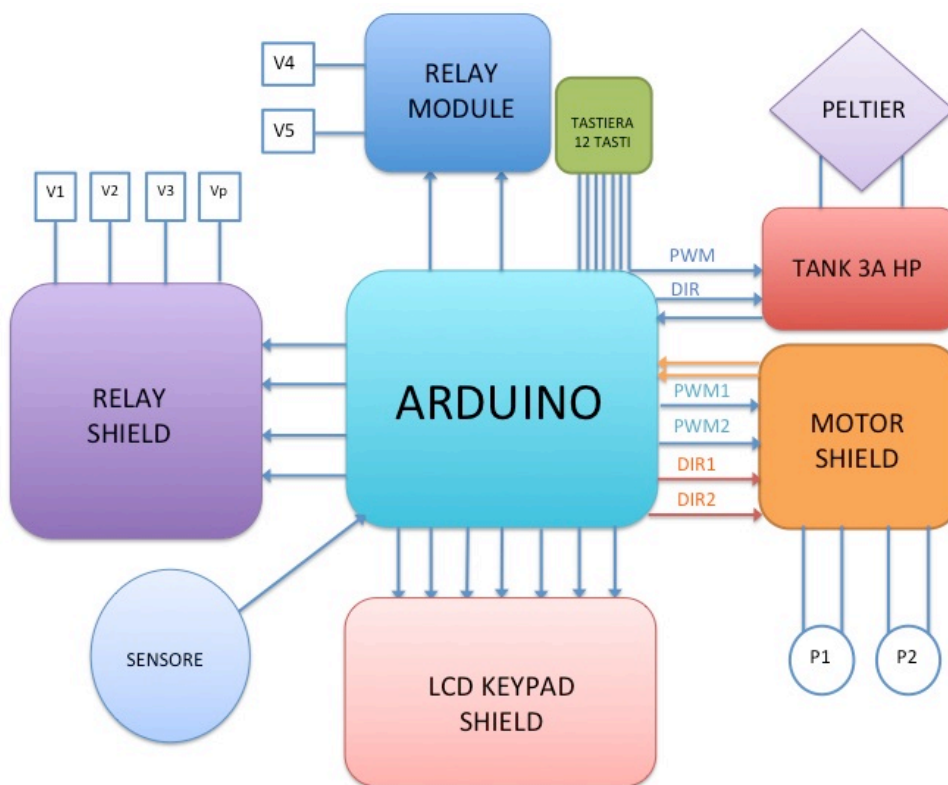 V4
RELAY
MODULE
V5
TASTIERA
12 TASTI
PELTIER
V1
V2
V3
Vp
PWM
DIR
TANK 3A HP
RELAY
SHIELD
ARDUINO
PWM1
PWM2
DIR1
DIR2
MOTOR
SHIELD
SENSORE
LCD KEYPAD
SHIELD
P1
P2